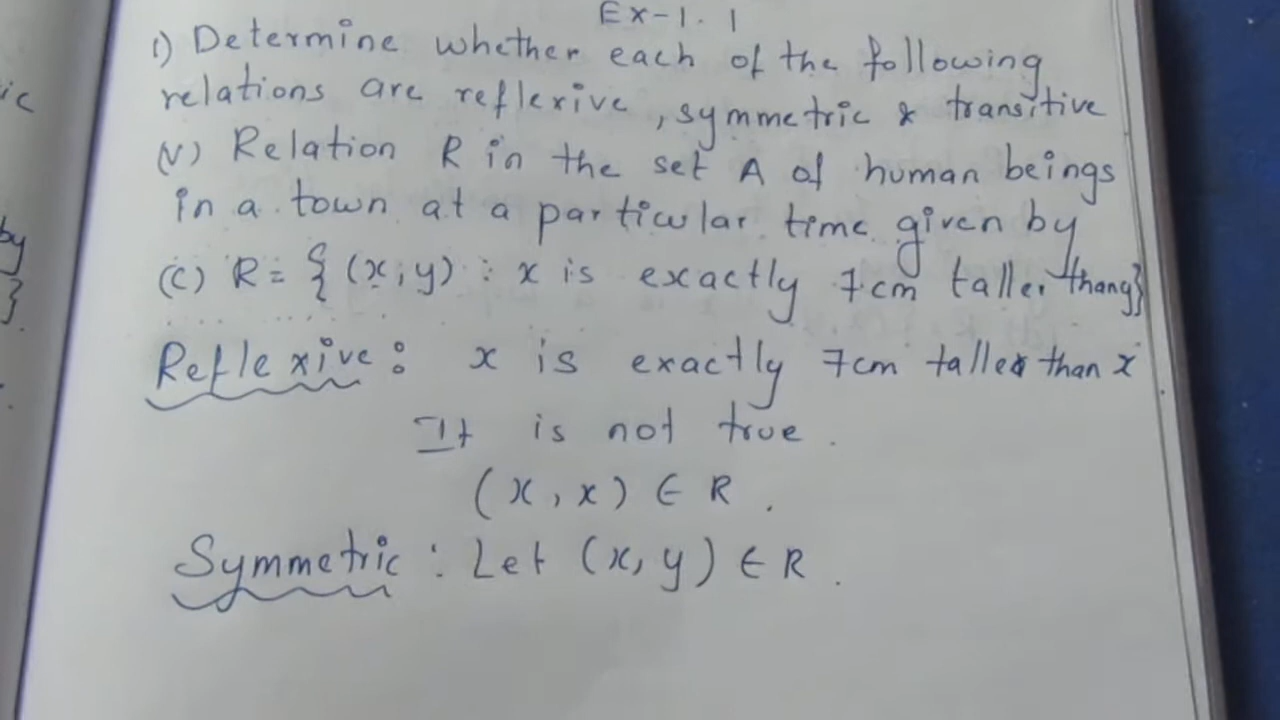 Ex-1.1
1) Determine whether each of the following
relations are reflexive, symmetric & transitive
(v) Relation R in the set A of human beings
in a town at a particular time given by
(c) R = { (x, y) : x is exactly 7cm taller than y}
Reflexive : x is exactly 7cm taller than x
It is not true.
(x, x) ∈ R.
Symmetric : Let (x, y) ∈ R.
ic
by
}.